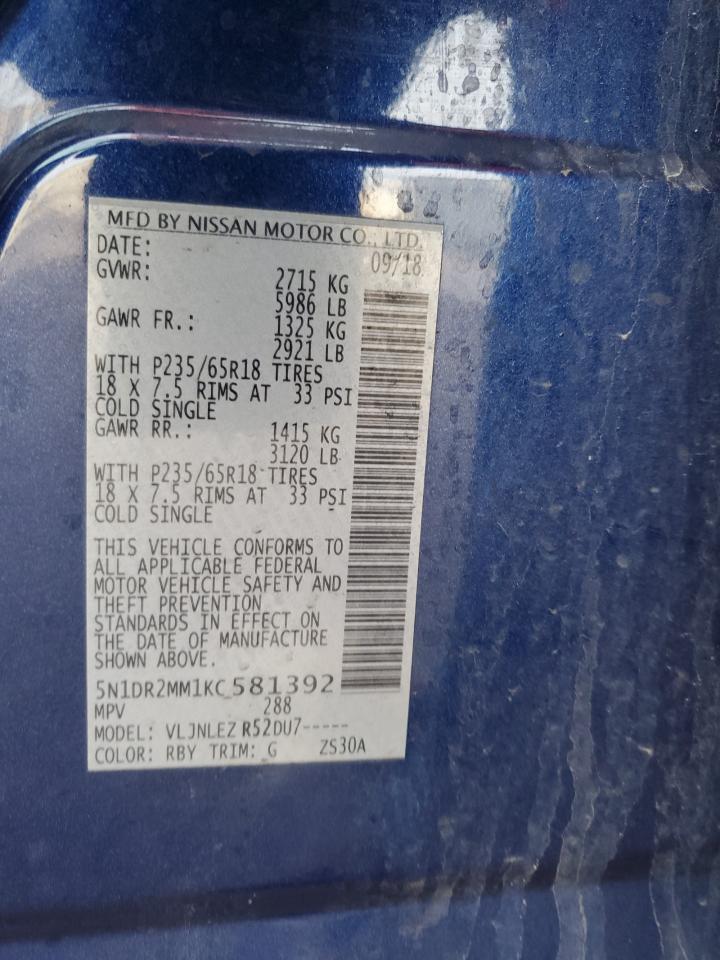 MFD BY NISSAN MOTOR CO., LTD.
DATE: 09/18
GVWR: 2715 KG
5986 LB
GAWR FR.: 1325 KG
2921 LB
WITH P235/65R18 TIRES
18 X 7.5 RIMS AT 33 PSI
COLD SINGLE
GAWR RR.: 1415 KG
3120 LB
WITH P235/65R18 TIRES
18 X 7.5 RIMS AT 33 PSI
COLD SINGLE
THIS VEHICLE CONFORMS TO
ALL APPLICABLE FEDERAL
MOTOR VEHICLE SAFETY AND
THEFT PREVENTION
STANDARDS IN EFFECT ON
THE DATE OF MANUFACTURE
SHOWN ABOVE.
5N1DR2MM1KC581392
MPV 288
MODEL: VLJNLEZ R52DU7-----
COLOR: RBY TRIM: G ZS30A